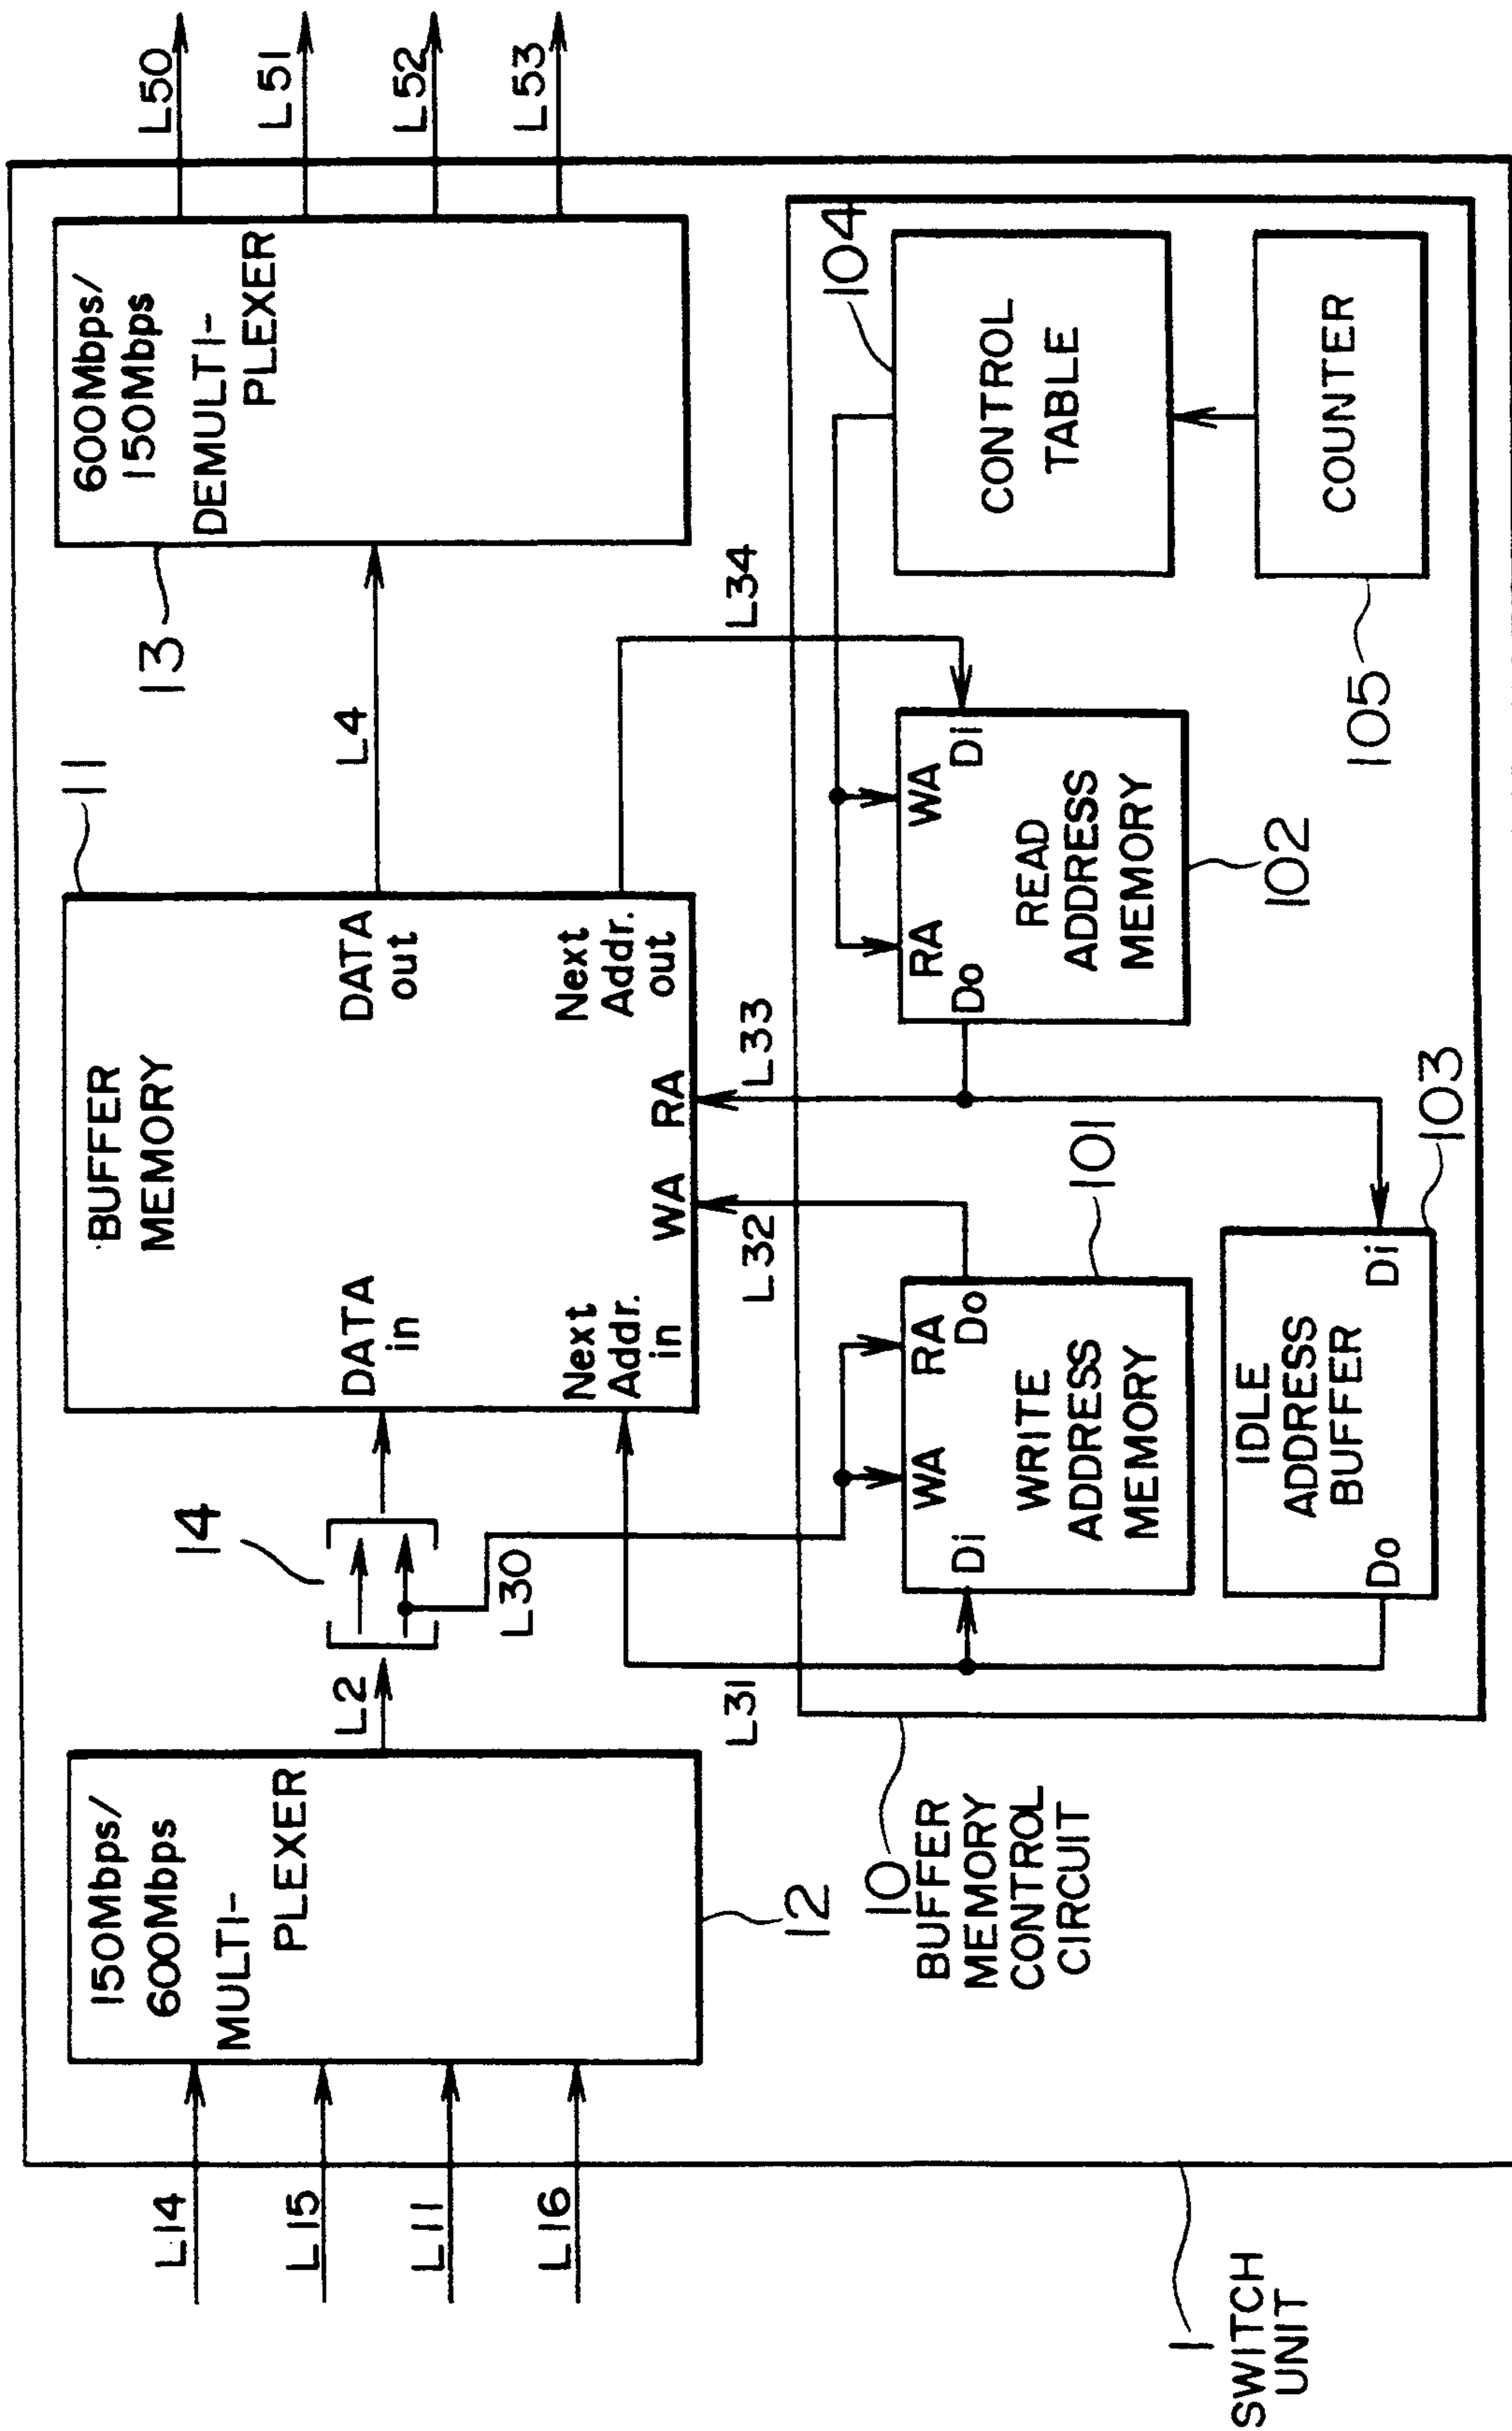 L14
L15
L11
L16
150Mbps/
600Mbps
MULTI-
PLEXER
12
L2
14
L30
L31
BUFFER
MEMORY
11
DATA
in
DATA
out
Next
Addr.
in
WA
RA
Next
Addr.
out
L4
L32
L33
L34
600Mbps/
150Mbps
DEMULTI-
PLEXER
13
L50
L51
L52
L53
10
BUFFER
MEMORY
CONTROL
CIRCUIT
WA
RA
Di
Do
WRITE
ADDRESS
MEMORY
101
IDLE
ADDRESS
BUFFER
Do
Di
103
RA
WA
Do
Di
READ
ADDRESS
MEMORY
102
CONTROL
TABLE
104
COUNTER
105
1
SWITCH
UNIT